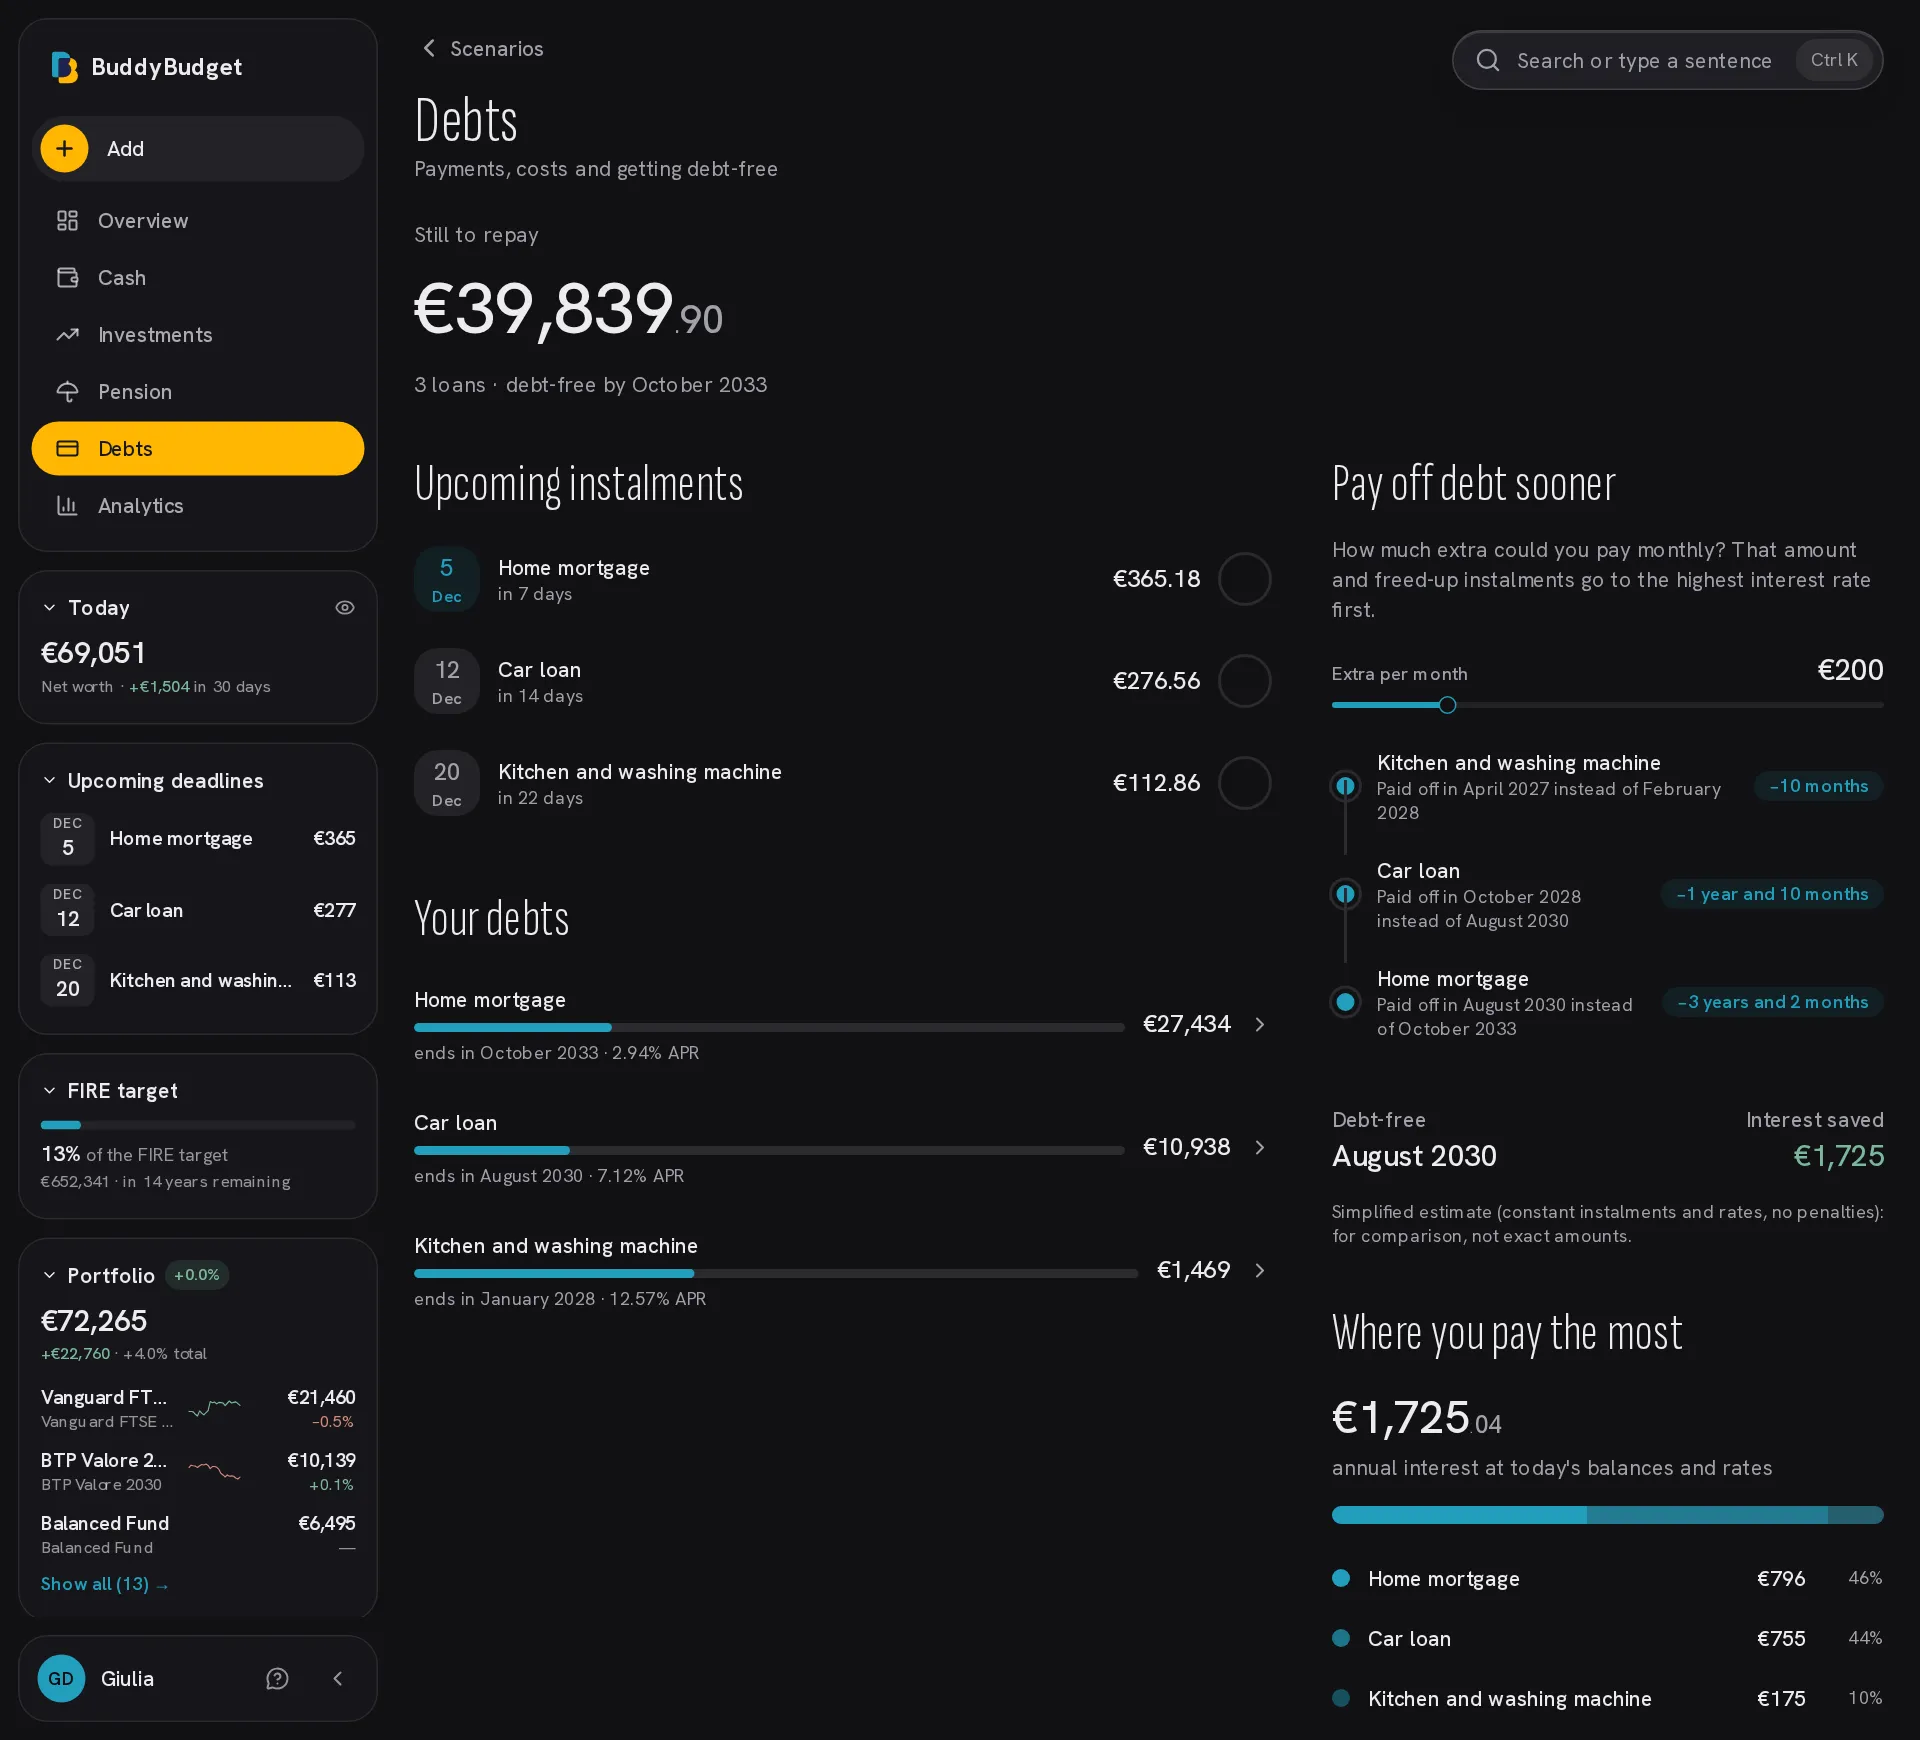 BuddyBudget
Add
Overview
Cash
Investments
Pension
Debts
Analytics
Today
€69,051
Net worth · +€1,504 in 30 days
Upcoming deadlines
DEC
5
Home mortgage
€365
DEC
12
Car loan
€277
DEC
20
Kitchen and washin...
€113
FIRE target
13% of the FIRE target
€652,341 · in 14 years remaining
Portfolio
+0.0%
€72,265
+€22,760 · +4.0% total
Vanguard FT...
€21,460
Vanguard FTSE ...
−0.5%
BTP Valore 2...
€10,139
BTP Valore 2030
+0.1%
Balanced Fund
€6,495
Balanced Fund
—
Show all (13) →
GD
Giulia
Scenarios
Search or type a sentence
Ctrl K
Debts
Payments, costs and getting debt-free
Still to repay
€39,839.90
3 loans · debt-free by October 2033
Upcoming instalments
5
Dec
Home mortgage
in 7 days
€365.18
12
Dec
Car loan
in 14 days
€276.56
20
Dec
Kitchen and washing machine
in 22 days
€112.86
Your debts
Home mortgage
€27,434
ends in October 2033 · 2.94% APR
Car loan
€10,938
ends in August 2030 · 7.12% APR
Kitchen and washing machine
€1,469
ends in January 2028 · 12.57% APR
Pay off debt sooner
How much extra could you pay monthly? That amount
and freed-up instalments go to the highest interest rate
first.
Extra per month
€200
Kitchen and washing machine
Paid off in April 2027 instead of February
2028
−10 months
Car loan
Paid off in October 2028
instead of August 2030
−1 year and 10 months
Home mortgage
Paid off in August 2030 instead
of October 2033
−3 years and 2 months
Debt-free
August 2030
Interest saved
€1,725
Simplified estimate (constant instalments and rates, no penalties):
for comparison, not exact amounts.
Where you pay the most
€1,725.04
annual interest at today's balances and rates
Home mortgage
€796
46%
Car loan
€755
44%
Kitchen and washing machine
€175
10%